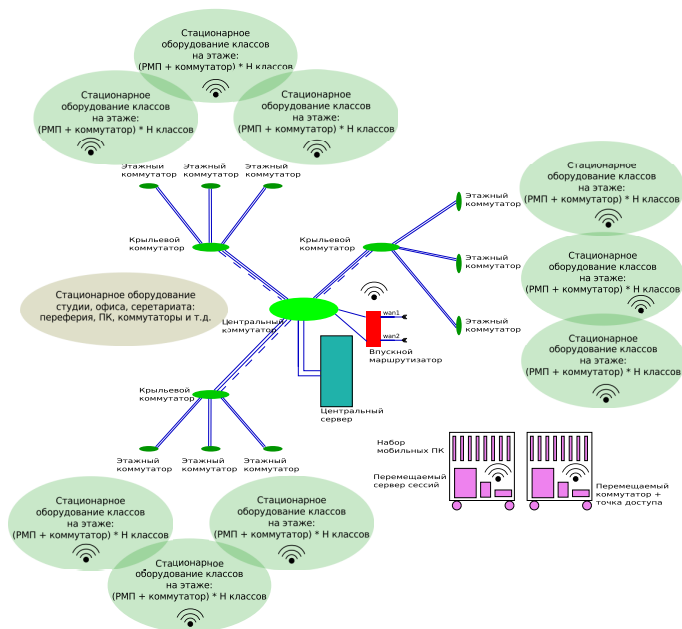 Стационарное
оборудование классов
на этаже:
(РМП + коммутатор) * Н классов
Стационарное
оборудование классов
на этаже:
(РМП + коммутатор) * Н классов
Стационарное
оборудование классов
на этаже:
(РМП + коммутатор) * Н классов
Этажный
коммутатор
Этажный
коммутатор
Этажный
коммутатор
Крыльевой
коммутатор
Крыльевой
коммутатор
Этажный
коммутатор
Этажный
коммутатор
Этажный
коммутатор
Стационарное
оборудование классов
на этаже:
(РМП + коммутатор) * Н классов
Стационарное
оборудование классов
на этаже:
(РМП + коммутатор) * Н классов
Стационарное
оборудование классов
на этаже:
(РМП + коммутатор) * Н классов
Стационарное оборудование
студии, офиса, серетариата:
переферия, ПК, коммутаторы и т.д.
Центральный
коммутатор
wan1
wan2
Впускной
маршрутизатор
Центральный
сервер
Крыльевой
коммутатор
Этажный
коммутатор
Этажный
коммутатор
Этажный
коммутатор
Набор
мобильных ПК
Перемещаемый
сервер сессий
Перемещаемый
коммутатор +
точка доступа
Стационарное
оборудование классов
на этаже:
(РМП + коммутатор) * Н классов
Стационарное
оборудование классов
на этаже:
(РМП + коммутатор) * Н классов
Стационарное
оборудование классов
на этаже:
(РМП + коммутатор) * Н классов